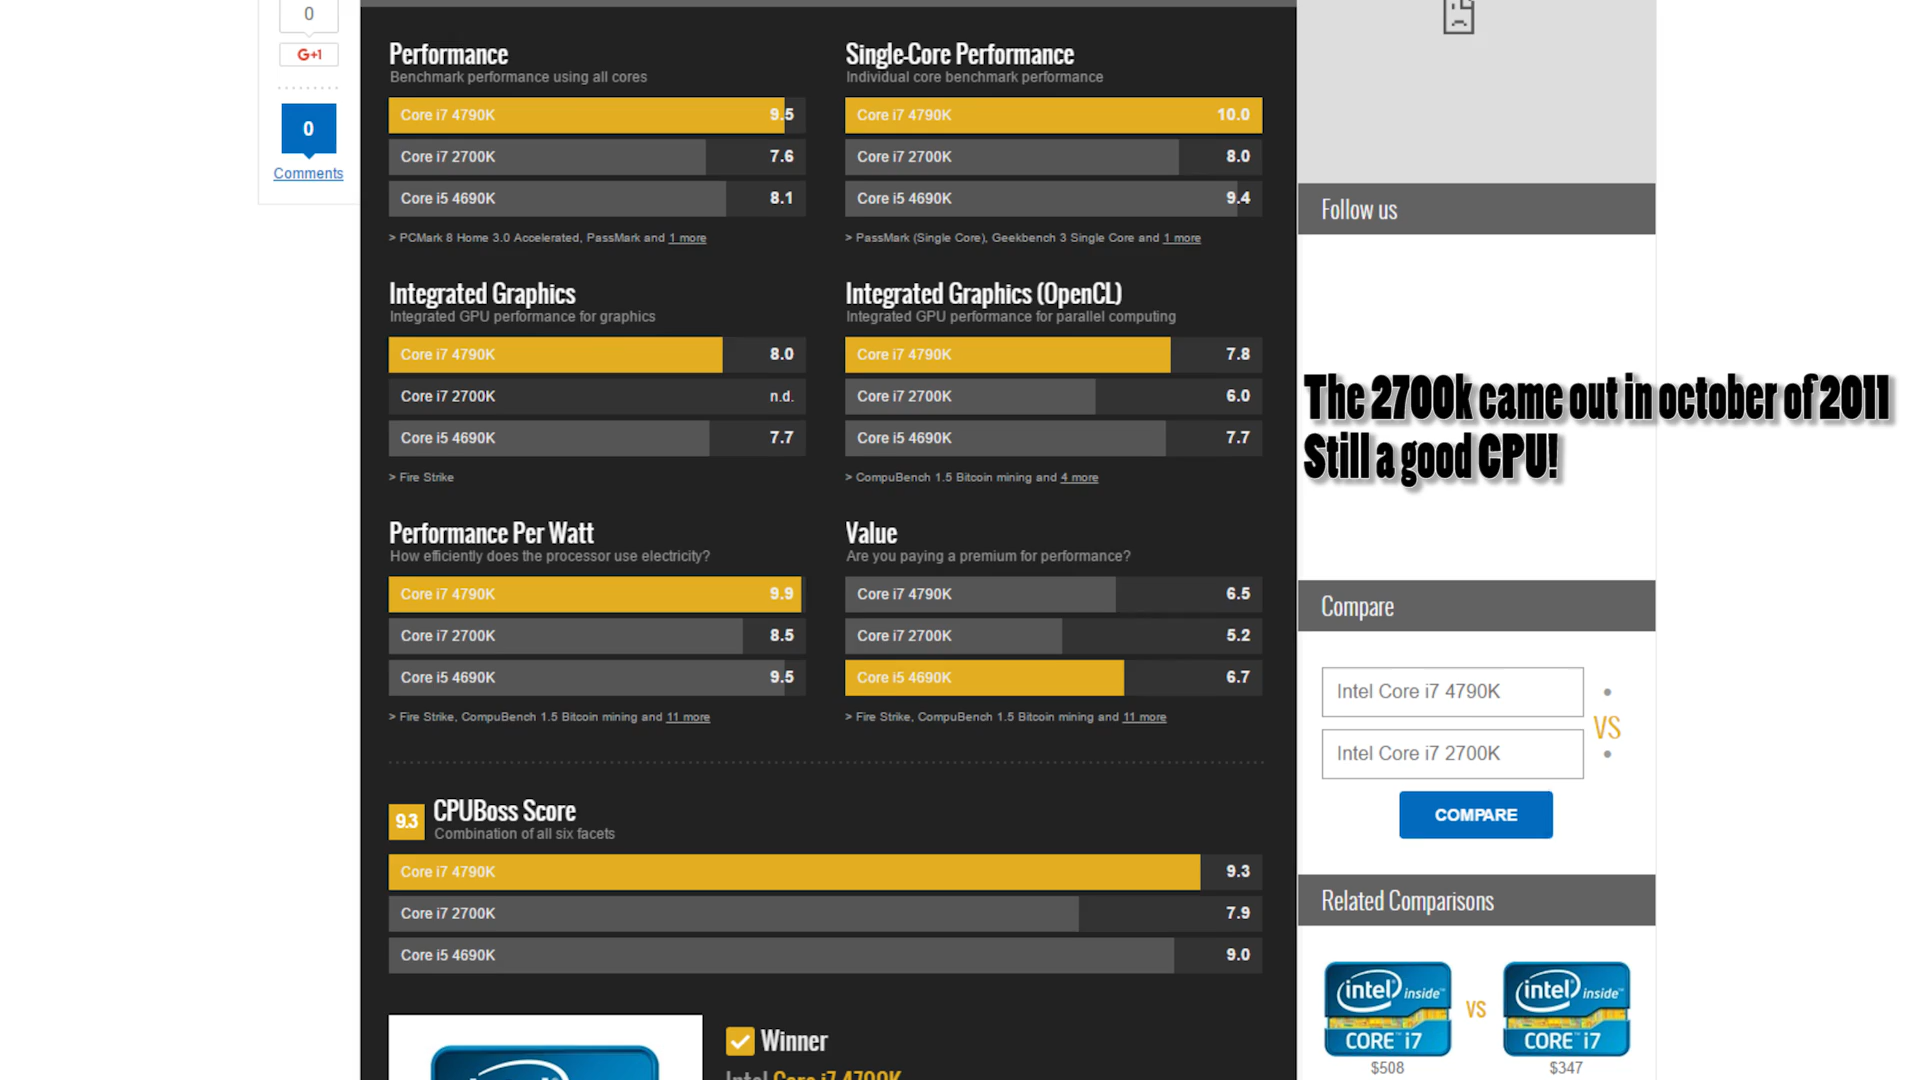 0
G+1
0
Comments
Performance
Benchmark performance using all cores
Core i7 4790K 9.5
Core i7 2700K 7.6
Core i5 4690K 8.1
> PCMark 8 Home 3.0 Accelerated, PassMark and 1 more
Single-Core Performance
Individual core benchmark performance
Core i7 4790K 10.0
Core i7 2700K 8.0
Core i5 4690K 9.4
> PassMark (Single Core), Geekbench 3 Single Core and 1 more
Integrated Graphics
Integrated GPU performance for graphics
Core i7 4790K 8.0
Core i7 2700K n.d.
Core i5 4690K 7.7
> Fire Strike
Integrated Graphics (OpenCL)
Integrated GPU performance for parallel computing
Core i7 4790K 7.8
Core i7 2700K 6.0
Core i5 4690K 7.7
> CompuBench 1.5 Bitcoin mining and 4 more
Performance Per Watt
How efficiently does the processor use electricity?
Core i7 4790K 9.9
Core i7 2700K 8.5
Core i5 4690K 9.5
> Fire Strike, CompuBench 1.5 Bitcoin mining and 11 more
Value
Are you paying a premium for performance?
Core i7 4790K 6.5
Core i7 2700K 5.2
Core i5 4690K 6.7
> Fire Strike, CompuBench 1.5 Bitcoin mining and 11 more
9.3 CPUBoss Score
Combination of all six facets
Core i7 4790K 9.3
Core i7 2700K 7.9
Core i5 4690K 9.0
Winner
Intel Core i7 4790K
Follow us
The 2700k came out in october of 2011
Still a good CPU!
Compare
Intel Core i7 4790K
VS
Intel Core i7 2700K
COMPARE
Related Comparisons
intel inside™
CORE™ i7
$508
VS
intel inside™
CORE™ i7
$347